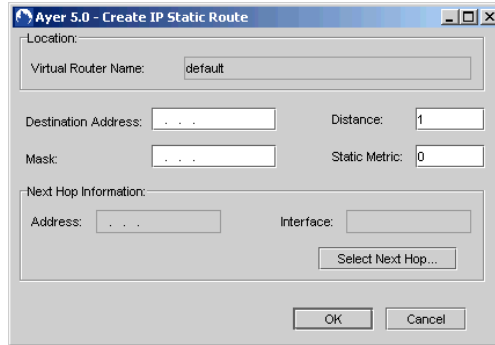 Ayer 5.0 - Create IP Static Route
Location:
Virtual Router Name: default
Destination Address: . . . Distance: 1
Mask: . . . Static Metric: 0
Next Hop Information:
Address: . . . Interface:
Select Next Hop...
OK Cancel